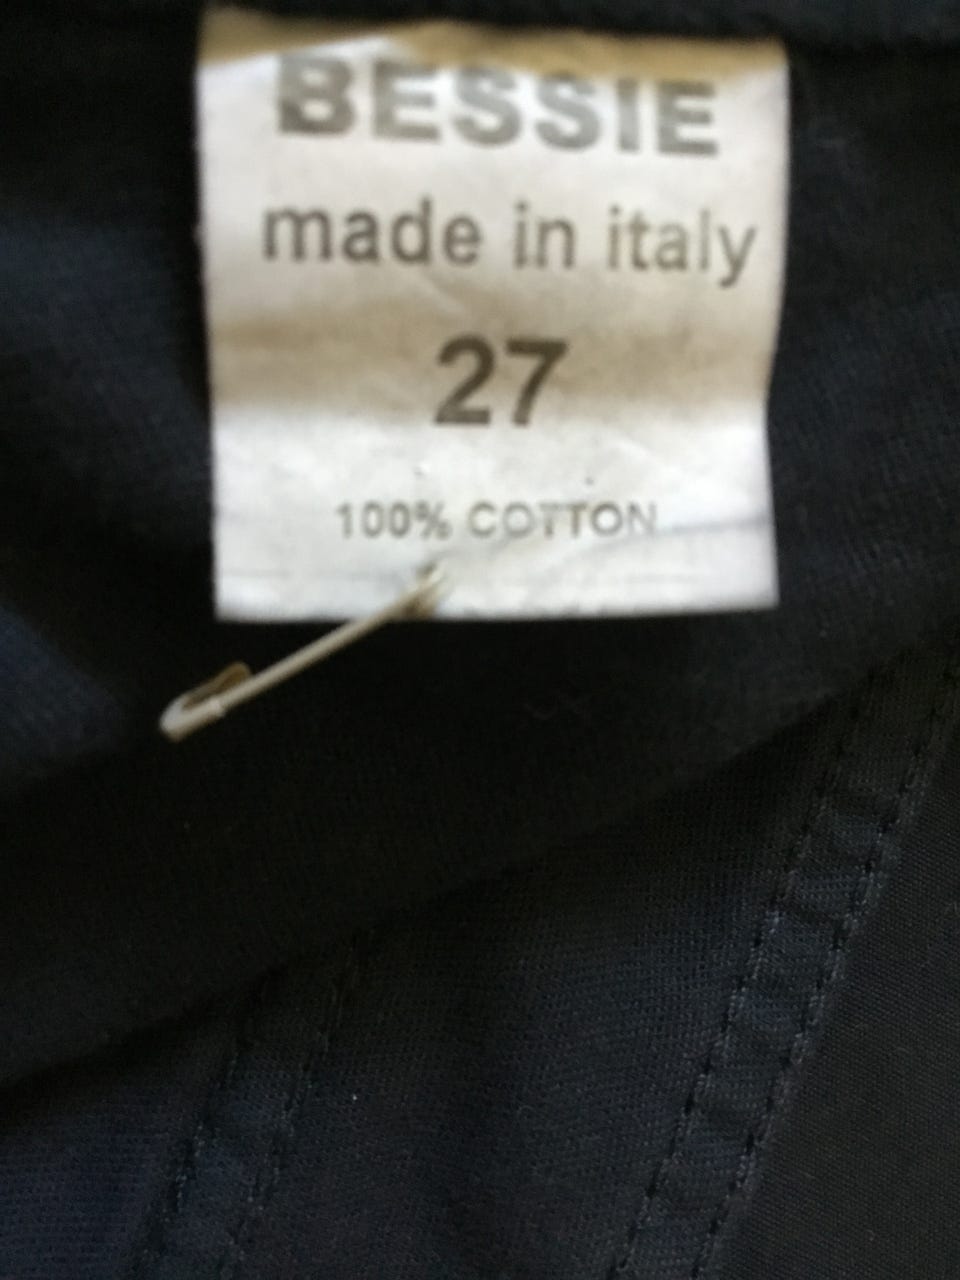 BESSIE
made in italy
27
100% COTTON